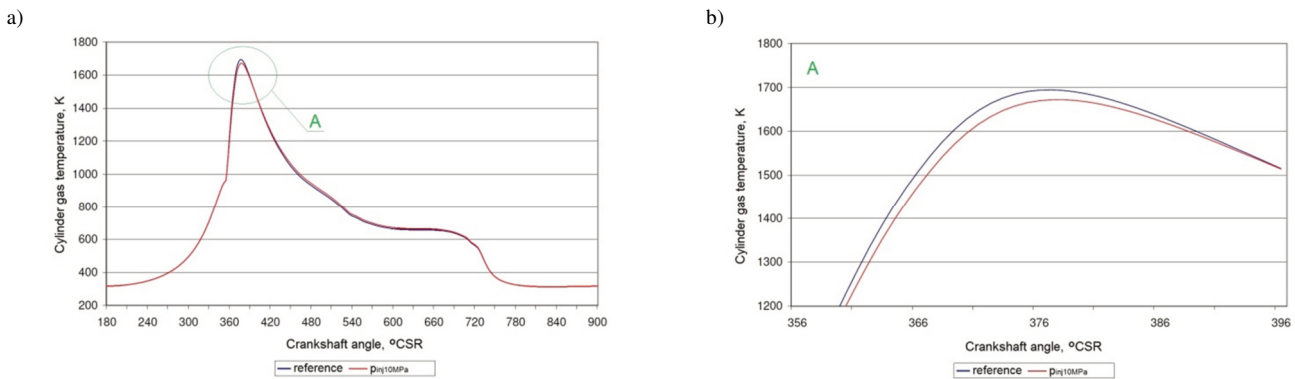 a)
1800
1600
1400
1200
1000
800
600
400
200
Cylinder gas temperature, K
A
180 240 300 360 420 480 540 600 660 720 780 840 900
Crankshaft angle, ºCSR
reference pinj10MPa
b)
1800
1700
1600
1500
1400
1300
1200
Cylinder gas temperature, K
A
356 366 376 386 396
Crankshaft angle, ºCSR
reference pinj10MPa